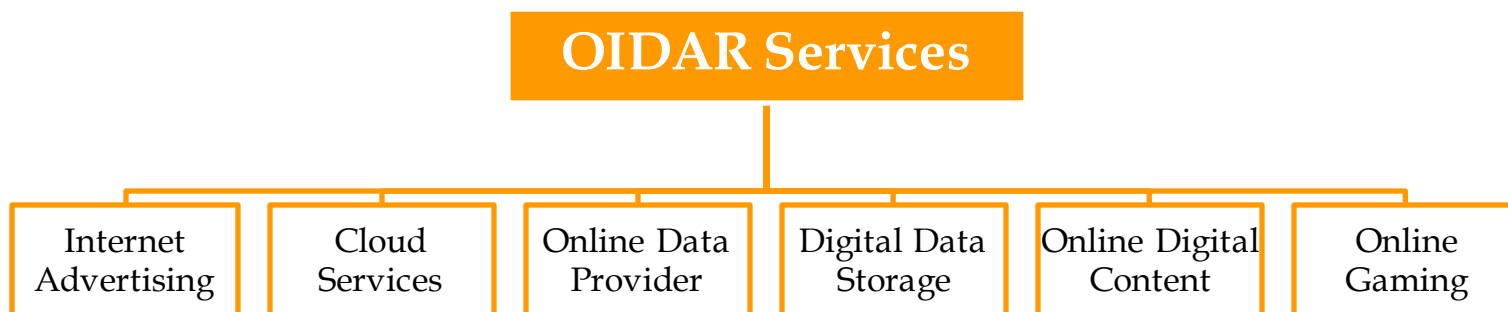 OIDAR Services
Internet
Advertising
Cloud
Services
Online Data
Provider
Digital Data
Storage
Online Digital
Content
Online
Gaming